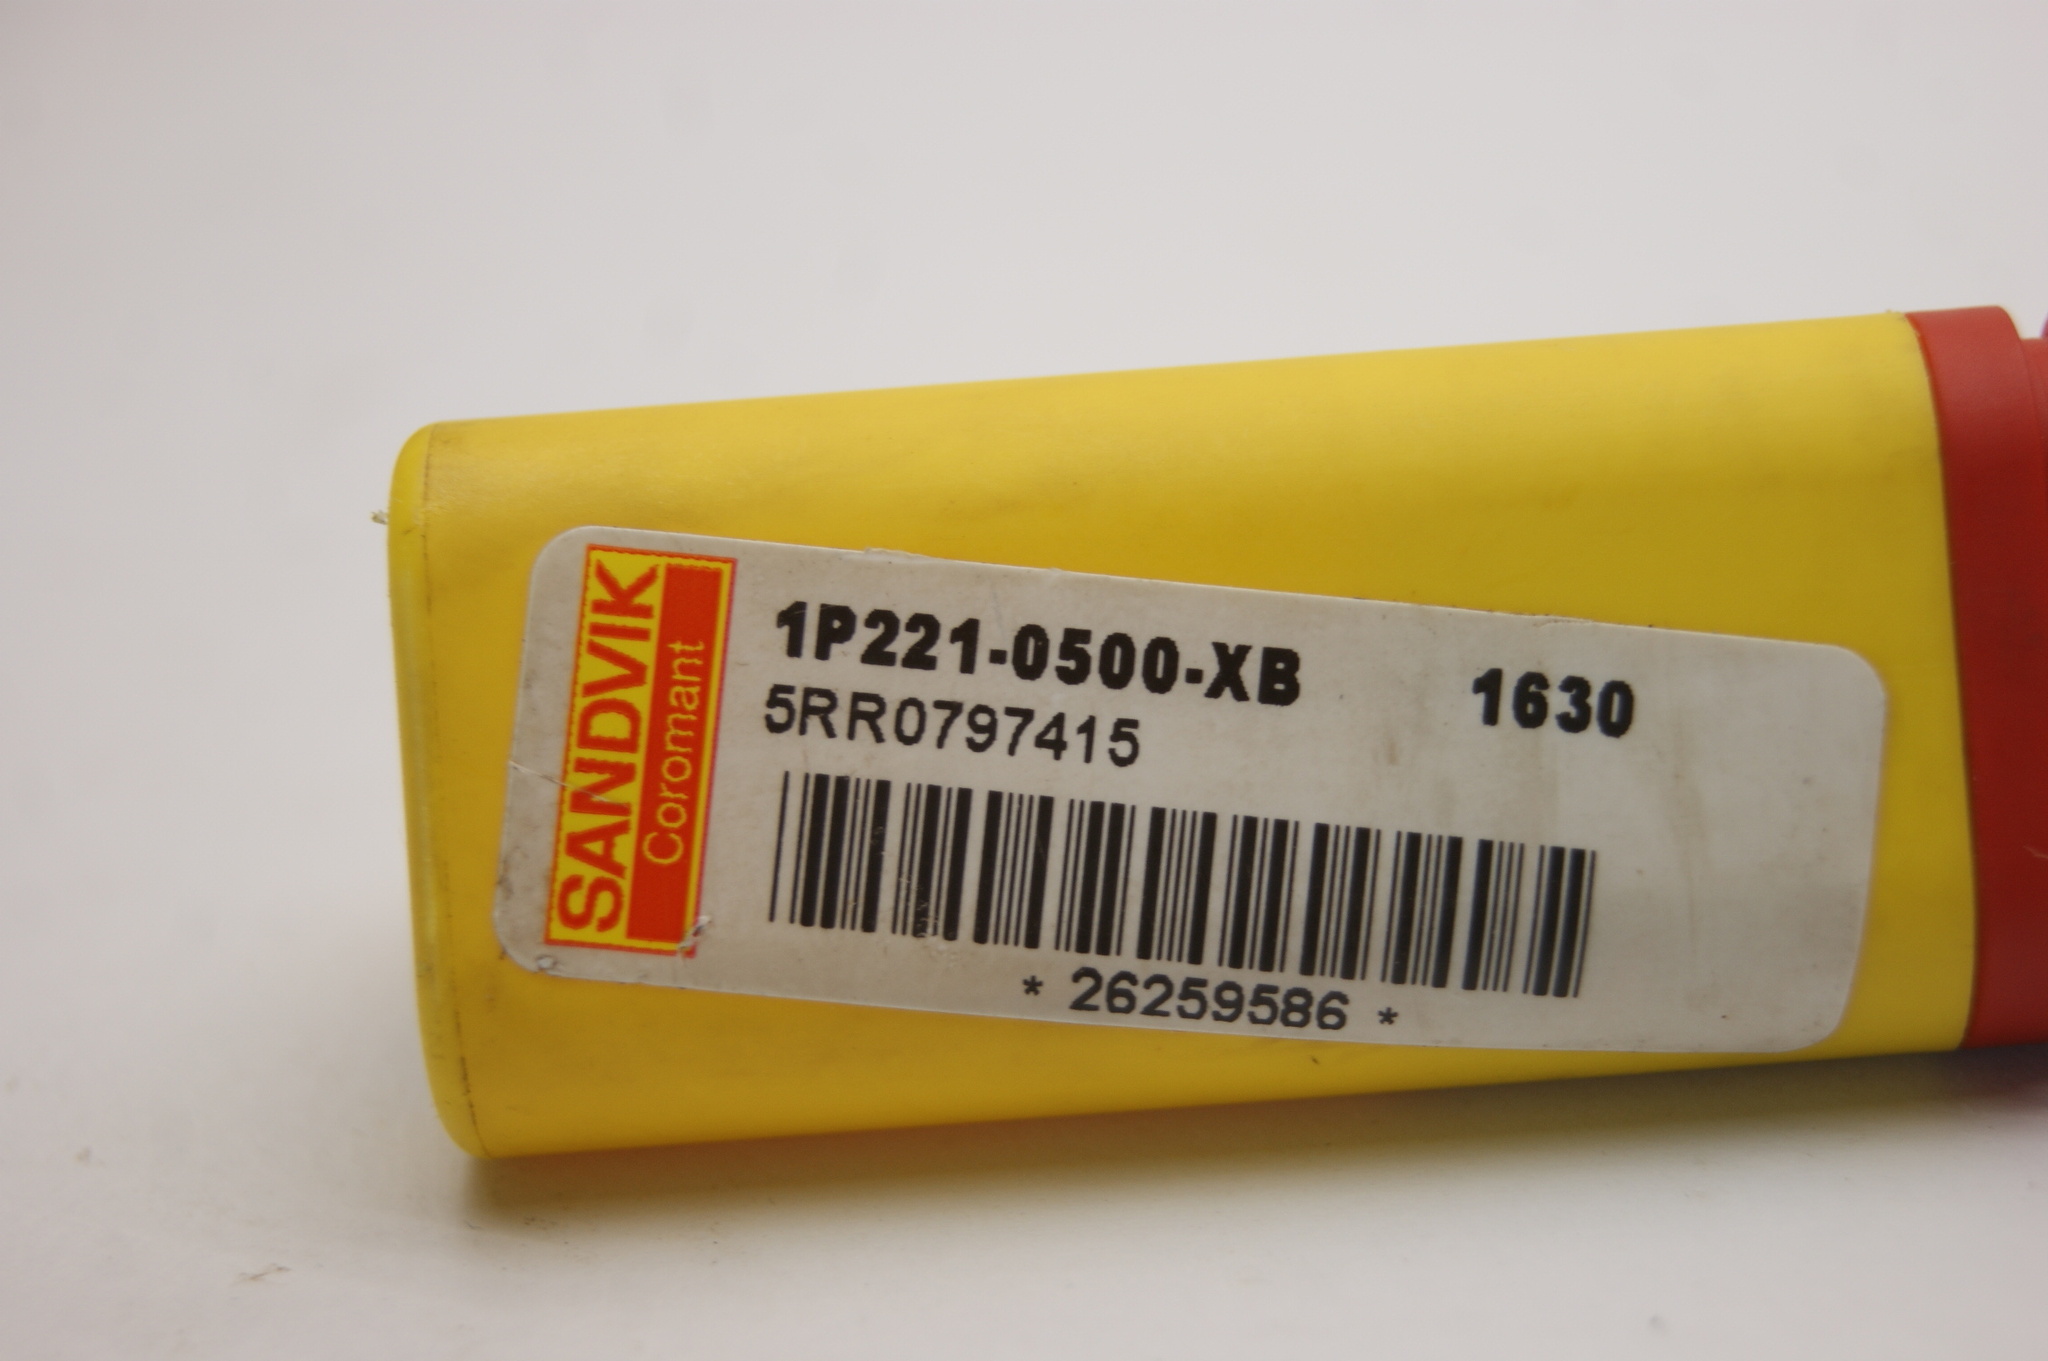 SANDVIK
Coromant
1P221-0500-XB 1630
5RR0797415
* 26259586 *